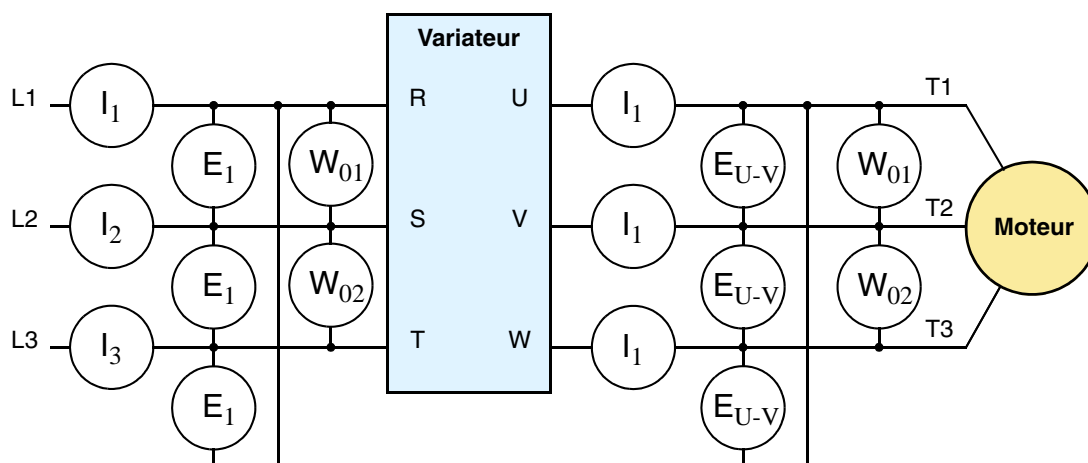 Variateur
L1 I1 R U I1 T1
E1 W01 EU-V W01
L2 I2 S V I1 T2
Moteur
E1 W02 EU-V W02
L3 I3 T W I1 T3
E1 EU-V